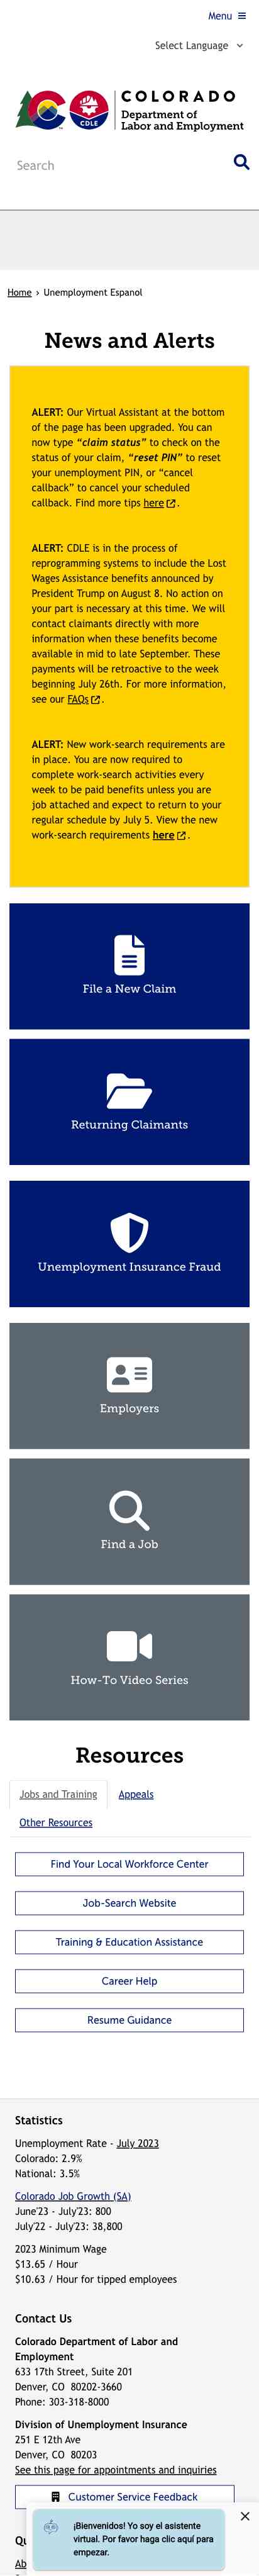 Menu
Select Language
COLORADO
Department of
Labor and Employment
CDLE
Search
Home › Unemployment Espanol
News and Alerts
ALERT: Our Virtual Assistant at the bottom
of the page has been upgraded. You can
now type “claim status” to check on the
status of your claim, “reset PIN” to reset
your unemployment PIN, or “cancel
callback” to cancel your scheduled
callback. Find more tips here.
ALERT: CDLE is in the process of
reprogramming systems to include the Lost
Wages Assistance benefits announced by
President Trump on August 8. No action on
your part is necessary at this time. We will
contact claimants directly with more
information when these benefits become
available in mid to late September. These
payments will be retroactive to the week
beginning July 26th. For more information,
see our FAQs.
ALERT: New work-search requirements are
in place. You are now required to
complete work-search activities every
week to be paid benefits unless you are
job attached and expect to return to your
regular schedule by July 5. View the new
work-search requirements here.
File a New Claim
Returning Claimants
Unemployment Insurance Fraud
Employers
Find a Job
How-To Video Series
Resources
Jobs and Training
Appeals
Other Resources
Find Your Local Workforce Center
Job-Search Website
Training & Education Assistance
Career Help
Resume Guidance
Statistics
Unemployment Rate - July 2023
Colorado: 2.9%
National: 3.5%
Colorado Job Growth (SA)
June'23 - July'23: 800
July'22 - July'23: 38,800
2023 Minimum Wage
$13.65 / Hour
$10.63 / Hour for tipped employees
Contact Us
Colorado Department of Labor and
Employment
633 17th Street, Suite 201
Denver, CO 80202-3660
Phone: 303-318-8000
Division of Unemployment Insurance
251 E 12th Ave
Denver, CO 80203
See this page for appointments and inquiries
Customer Service Feedback
¡Bienvenidos! Yo soy el asistente
virtual. Por favor haga clic aquí para
empezar.
Qu
Ab